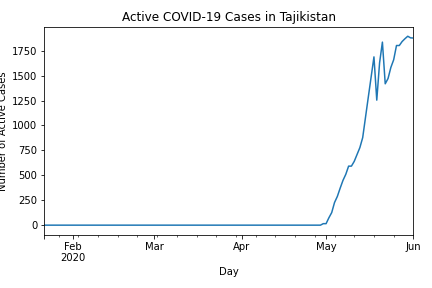 Active COVID-19 Cases in Tajikistan
Number of Active Cases
1750
1500
1250
1000
750
500
250
0
Feb
2020
Mar
Apr
May
Jun
Day